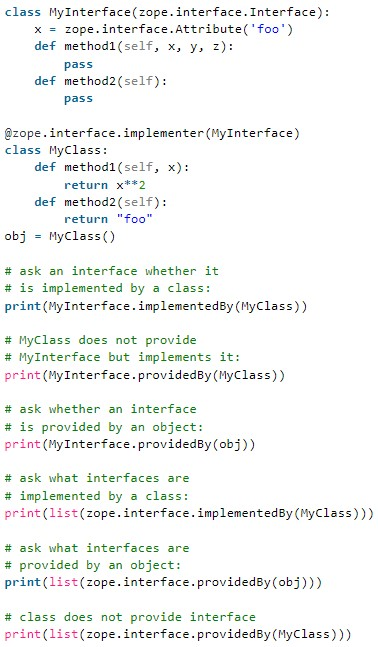 class MyInterface(zope.interface.Interface):
    x = zope.interface.Attribute('foo')
    def method1(self, x, y, z):
        pass
    def method2(self):
        pass

@zope.interface.implementer(MyInterface)
class MyClass:
    def method1(self, x):
        return x**2
    def method2(self):
        return "foo"
obj = MyClass()

# ask an interface whether it
# is implemented by a class:
print(MyInterface.implementedBy(MyClass))

# MyClass does not provide
# MyInterface but implements it:
print(MyInterface.providedBy(MyClass))

# ask whether an interface
# is provided by an object:
print(MyInterface.providedBy(obj))

# ask what interfaces are
# implemented by a class:
print(list(zope.interface.implementedBy(MyClass)))

# ask what interfaces are
# provided by an object:
print(list(zope.interface.providedBy(obj)))

# class does not provide interface
print(list(zope.interface.providedBy(MyClass)))